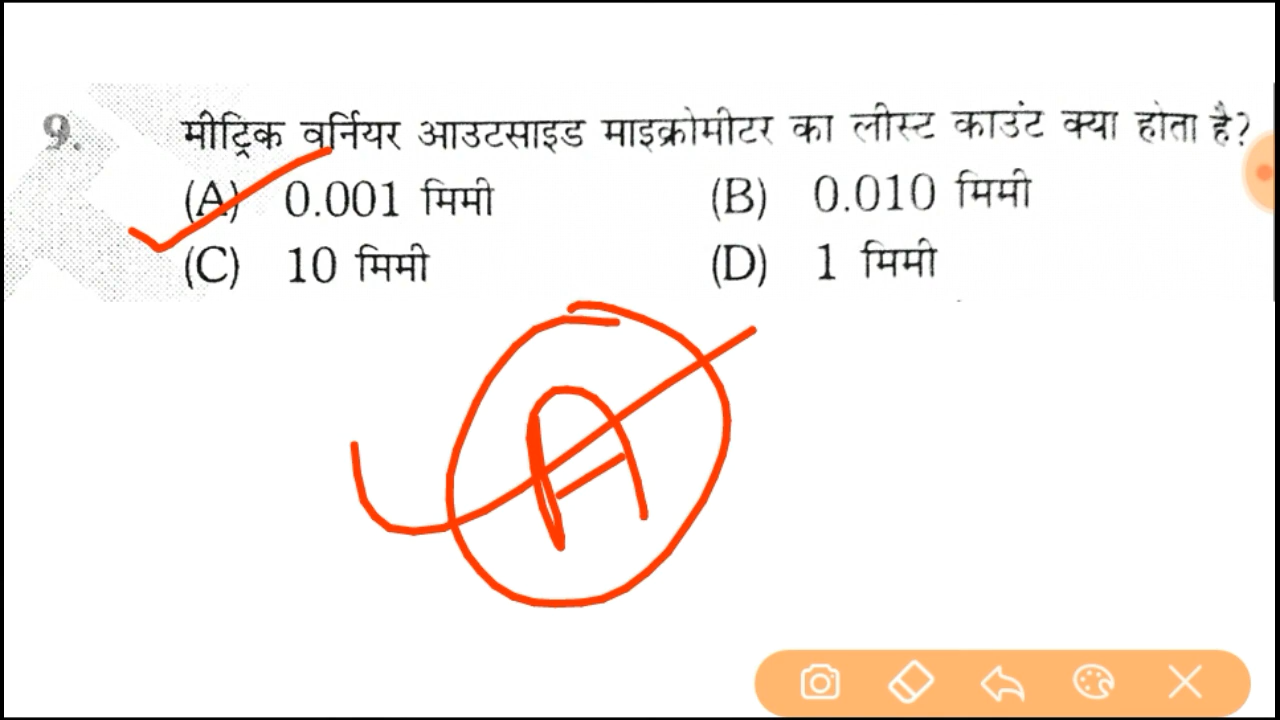 9. मीट्रिक वर्नियर आउटसाइड माइक्रोमीटर का लीस्ट काउंट क्या होता है?
(A) 0.001 मिमी (B) 0.010 मिमी
(C) 10 मिमी (D) 1 मिमी
A